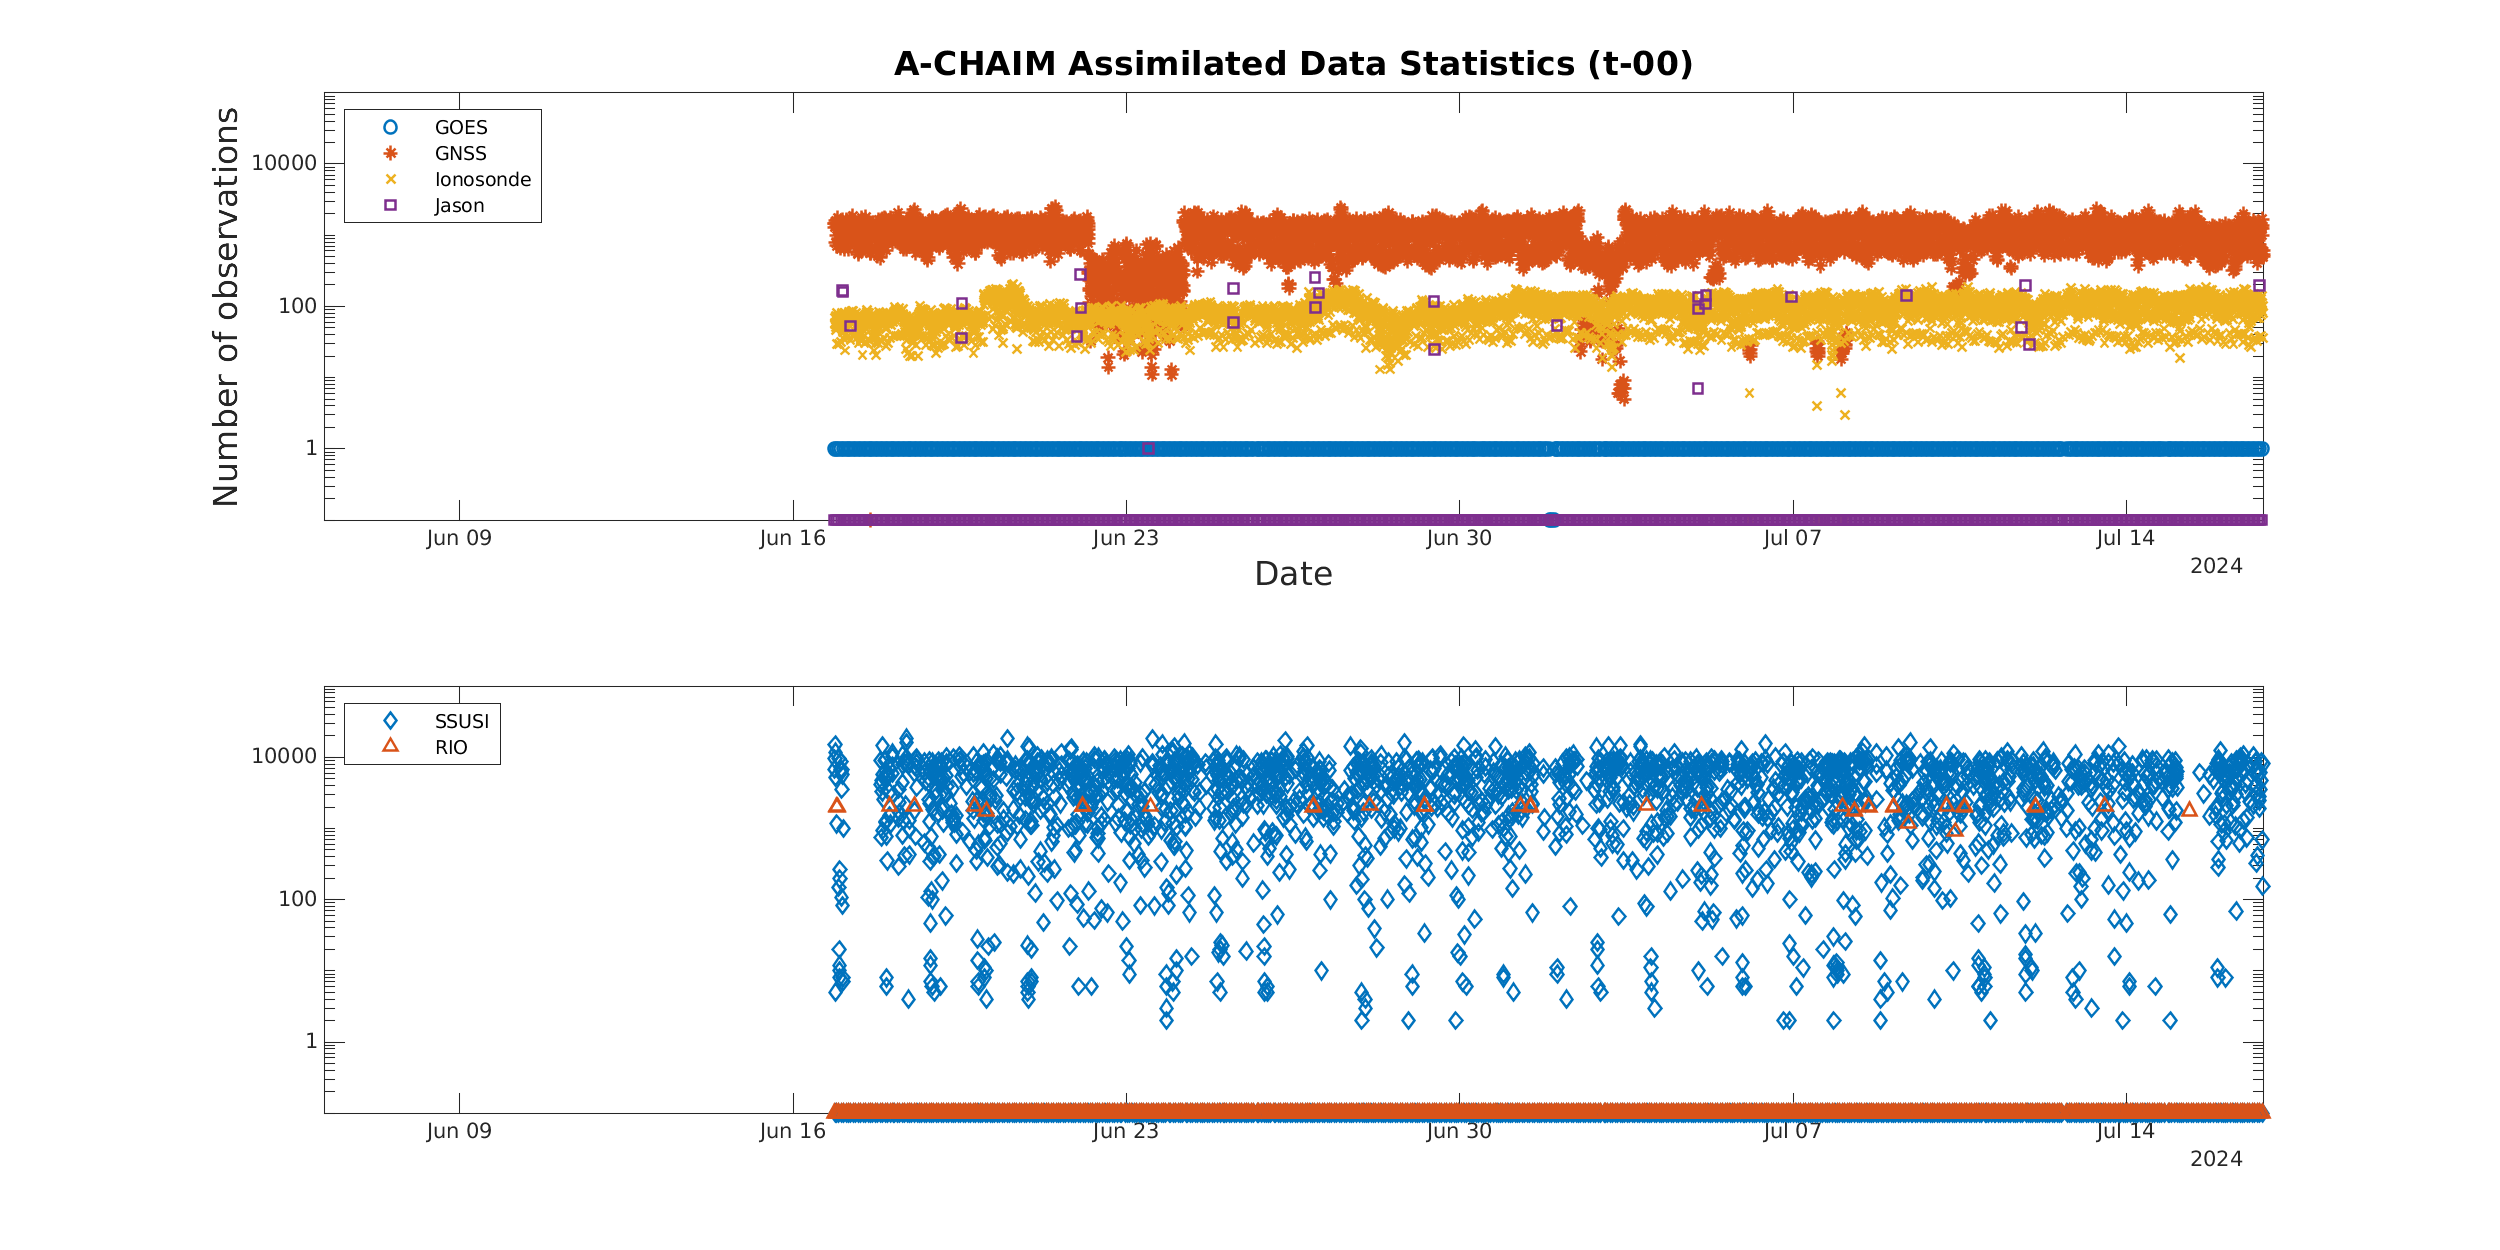 A-CHAIM Assimilated Data Statistics (t-00)
Number of observations
GOES
GNSS
Ionosonde
Jason
10000
100
1
Jun 09
Jun 16
Jun 23
Jun 30
Jul 07
Jul 14
2024
Date
SSUSI
RIO
10000
100
1
Jun 09
Jun 16
Jun 23
Jun 30
Jul 07
Jul 14
2024